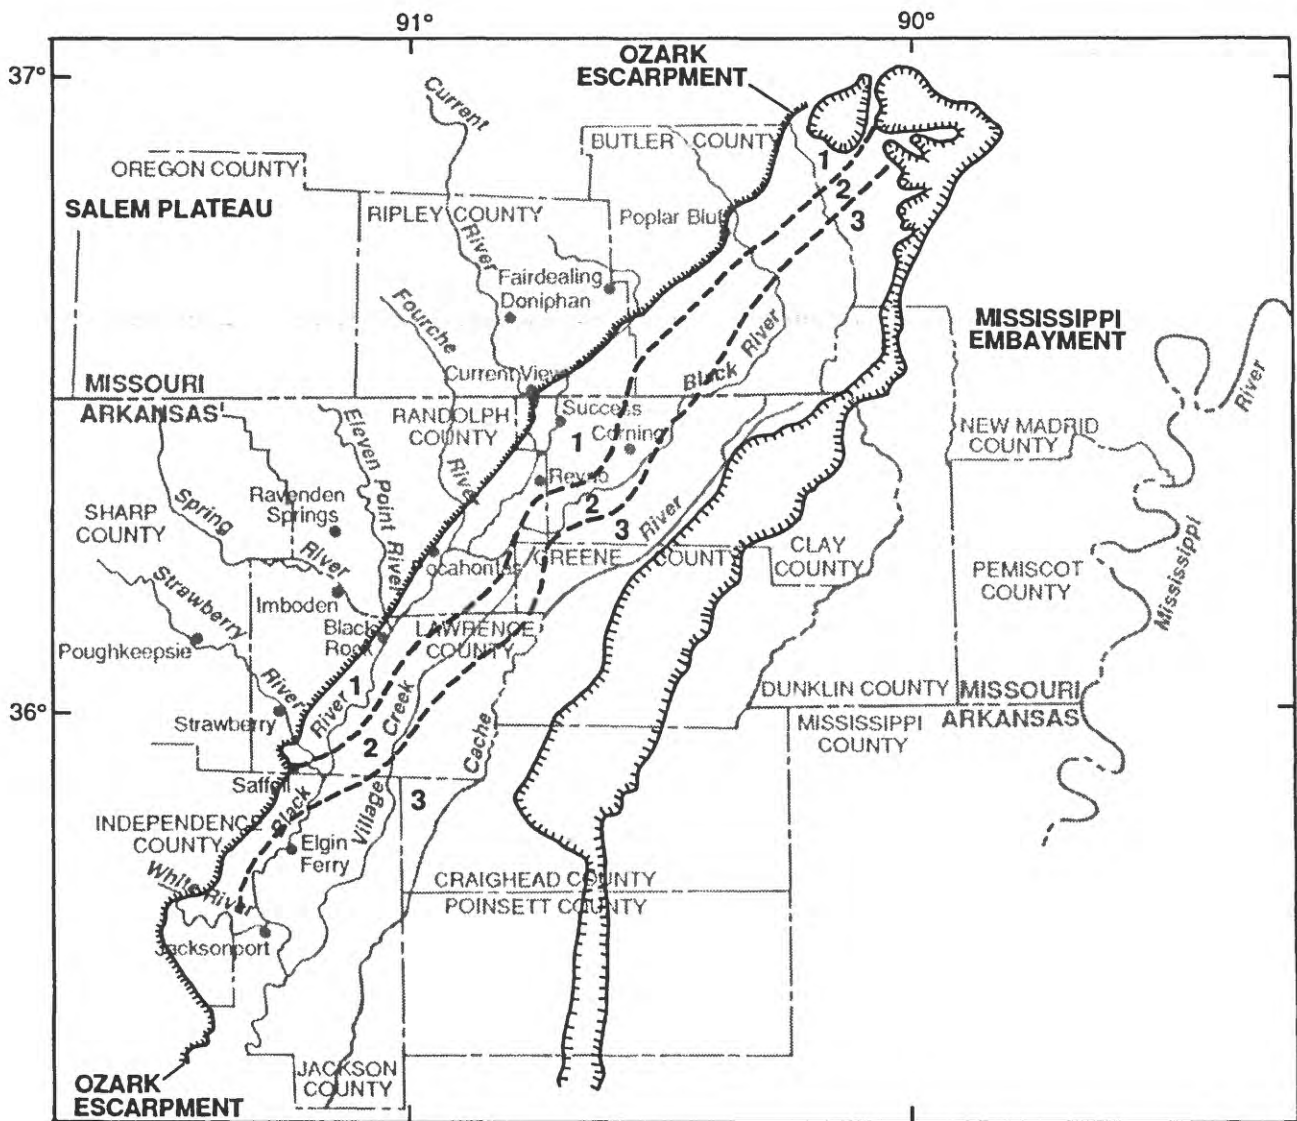 91°
90°
37°
OZARK
ESCARPMENT
Current
River
BUTLER COUNTY
1
2
3
OREGON COUNTY
SALEM PLATEAU
RIPLEY COUNTY
Poplar Bluff
Fairdealing
Doniphan
Fourche
River
MISSISSIPPI
EMBAYMENT
River
Black
River
Current View
MISSOURI
ARKANSAS
RANDOLPH
COUNTY
Success
Corning
1
Reyno
2
3
NEW MADRID
COUNTY
Eleven Point
River
Ravenden
Springs
SHARP
COUNTY
Spring
River
River
GREENE COUNTY
CLAY
COUNTY
Pocahontas
PEMISCOT
COUNTY
Mississippi
Strawberry
River
Imboden
Black
Rock
LAWRENCE
COUNTY
Poughkeepsie
1
River
Creek
DUNKLIN COUNTY
MISSOURI
ARKANSAS
36°
Strawberry
MISSISSIPPI
COUNTY
2
Cache
Saffell
3
Black
Village
INDEPENDENCE
COUNTY
Elgin
Ferry
White River
CRAIGHEAD COUNTY
POINSETT COUNTY
Jacksonport
JACKSON
COUNTY
OZARK
ESCARPMENT